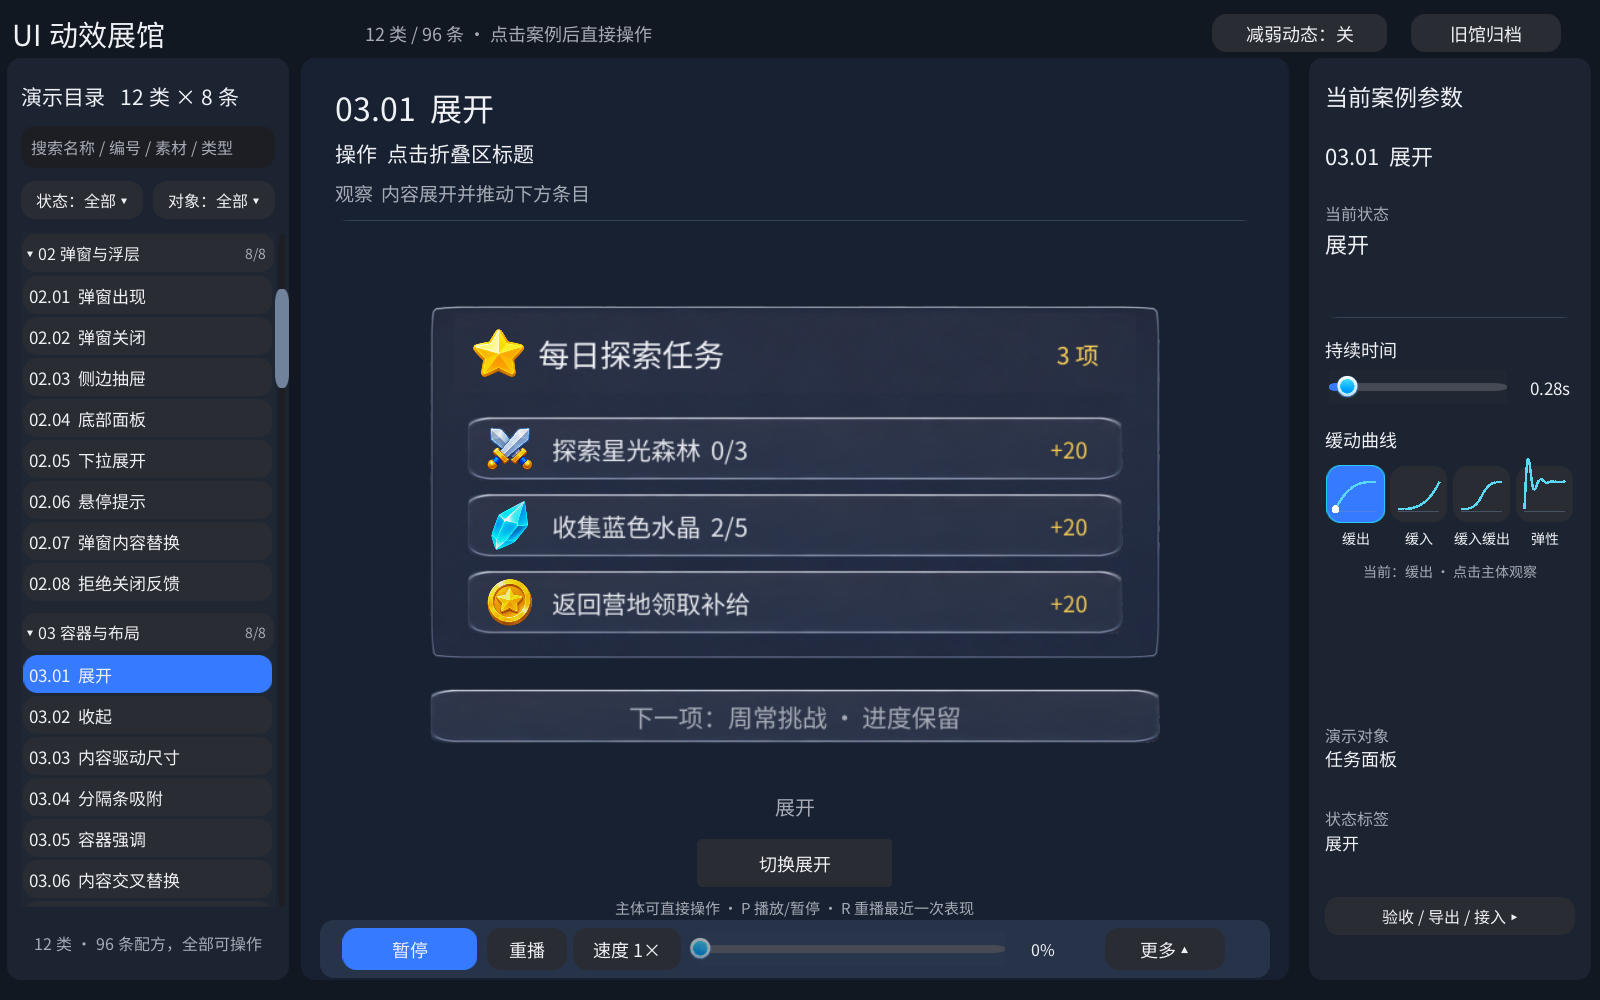 UI 动效展馆
12 类 / 96 条 · 点击案例后直接操作
减弱动态：关
旧馆归档
演示目录 12 类 × 8 条
搜索名称 / 编号 / 素材 / 类型
状态：全部 ▾
对象：全部 ▾
▾ 02 弹窗与浮层 8/8
02.01 弹窗出现
02.02 弹窗关闭
02.03 侧边抽屉
02.04 底部面板
02.05 下拉展开
02.06 悬停提示
02.07 弹窗内容替换
02.08 拒绝关闭反馈
▾ 03 容器与布局 8/8
03.01 展开
03.02 收起
03.03 内容驱动尺寸
03.04 分隔条吸附
03.05 容器强调
03.06 内容交叉替换
12 类 · 96 条配方，全部可操作
03.01 展开
操作 点击折叠区标题
观察 内容展开并推动下方条目
每日探索任务 3 项
探索星光森林 0/3 +20
收集蓝色水晶 2/5 +20
返回营地领取补给 +20
下一项：周常挑战 · 进度保留
展开
切换展开
主体可直接操作 · P 播放/暂停 · R 重播最近一次表现
暂停
重播
速度 1×
0%
更多 ▴
当前案例参数
03.01 展开
当前状态
展开
持续时间
0.28s
缓动曲线
缓出 缓入 缓入缓出 弹性
当前：缓出 · 点击主体观察
演示对象
任务面板
状态标签
展开
验收 / 导出 / 接入 ▸